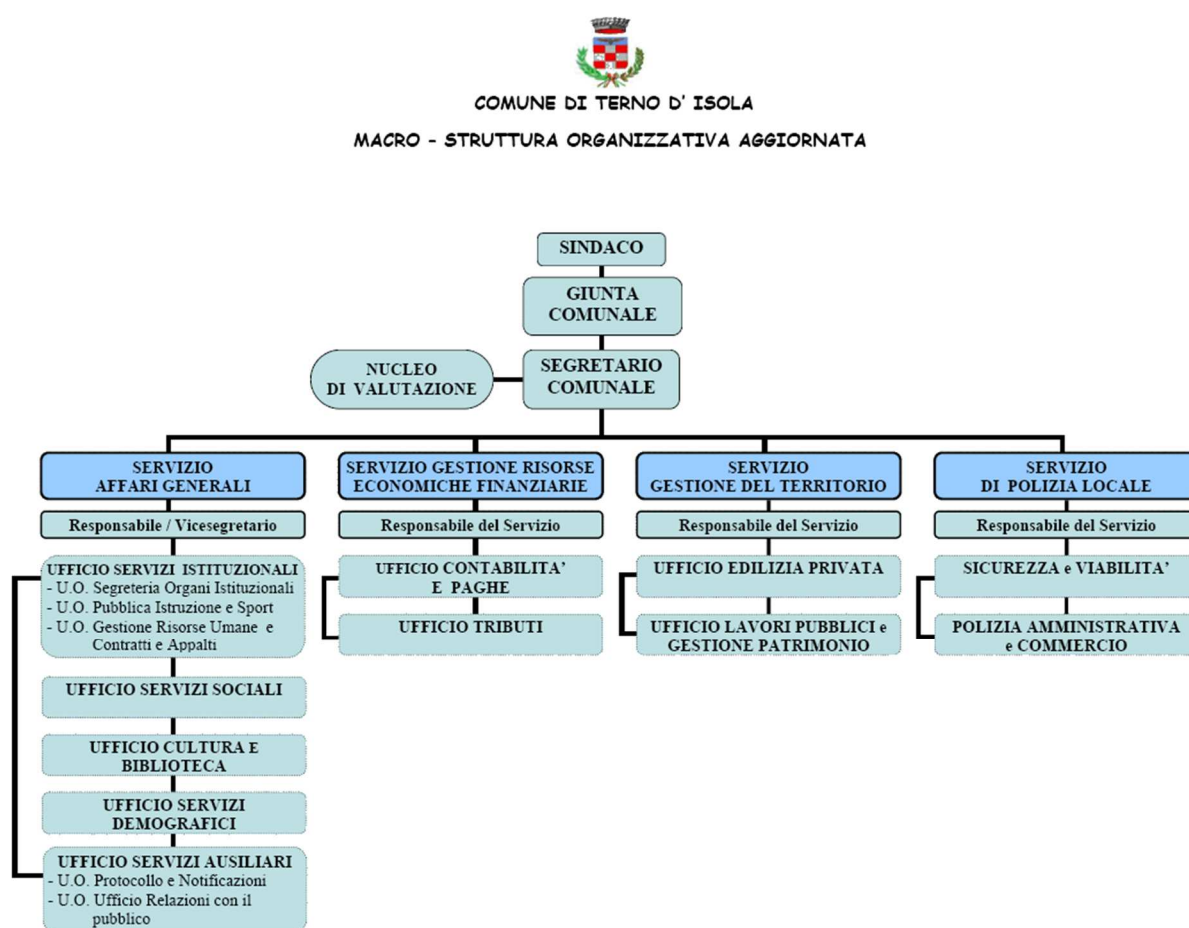 COMUNE DI TERNO D' ISOLA
MACRO - STRUTTURA ORGANIZZATIVA AGGIORNATA
SINDACO
GIUNTA
COMUNALE
NUCLEO
DI VALUTAZIONE
SEGRETARIO
COMUNALE
SERVIZIO
AFFARI GENERALI
Responsabile / Vicesegretario
UFFICIO SERVIZI ISTITUZIONALI
- U.O. Segreteria Organi Istituzionali
- U.O. Pubblica Istruzione e Sport
- U.O. Gestione Risorse Umane e
Contratti e Appalti
UFFICIO SERVIZI SOCIALI
UFFICIO CULTURA E
BIBLIOTECA
UFFICIO SERVIZI
DEMOGRAFICI
UFFICIO SERVIZI AUSILIARI
- U.O. Protocollo e Notificazioni
- U.O. Ufficio Relazioni con il
pubblico
SERVIZIO GESTIONE RISORSE
ECONOMICHE FINANZIARIE
Responsabile del Servizio
UFFICIO CONTABILITA'
E PAGHE
UFFICIO TRIBUTI
SERVIZIO
GESTIONE DEL TERRITORIO
Responsabile del Servizio
UFFICIO EDILIZIA PRIVATA
UFFICIO LAVORI PUBBLICI e
GESTIONE PATRIMONIO
SERVIZIO
DI POLIZIA LOCALE
Responsabile del Servizio
SICUREZZA e VIABILITA'
POLIZIA AMMINISTRATIVA
e COMMERCIO